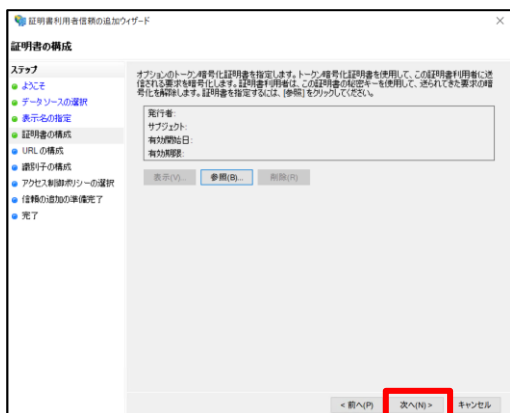 証明書利用者信頼の追加ウィザード
証明書の構成
ステップ
ようこそ
データソースの選択
表示名の指定
証明書の構成
URL の構成
識別子の構成
アクセス制御ポリシーの選択
信頼の追加の準備完了
完了
オプションのトークン暗号化証明書を指定します。トークン暗号化証明書を使用して、この証明書利用者に送
信される要求を暗号化します。証明書利用者は、この証明書の秘密キーを使用して、送られてきた要求の暗
号化を解除します。証明書を指定するには、[参照] をクリックしてください。
発行者:
サブジェクト:
有効開始日:
有効期限:
表示(V)... 参照(B)... 削除(R)
< 前へ(P) 次へ(N) > キャンセル